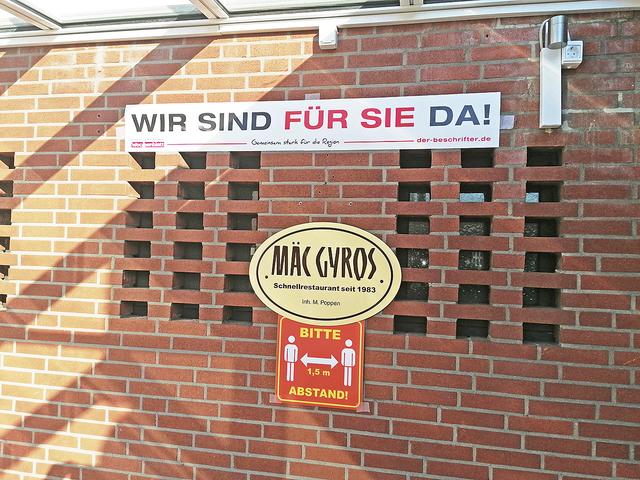 WIR SIND FÜR SIE DA!
Gemeinsam stark für die Region
der-beschrifter.de
MÄC GYROS
Schnellrestaurant seit 1983
Inh. M. Poppen
BITTE
1,5 m
ABSTAND!